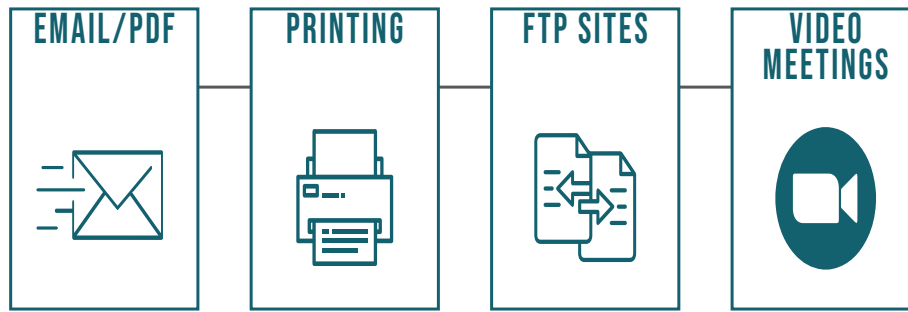 EMAIL/PDF
PRINTING
FTP SITES
VIDEO
MEETINGS